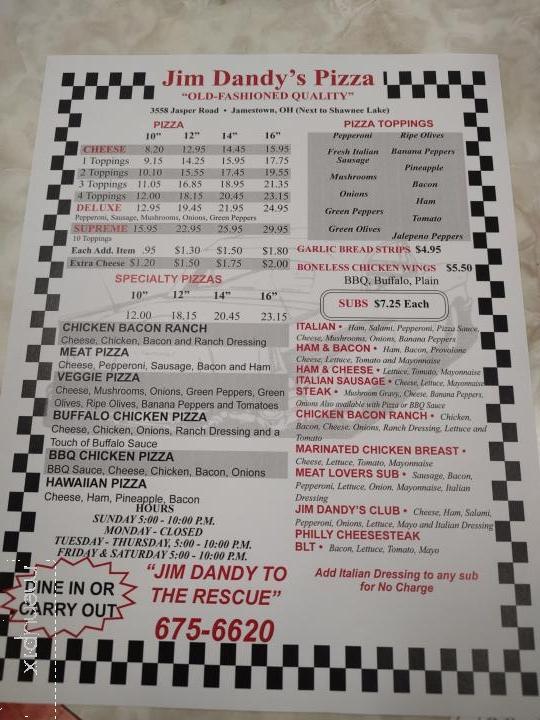 Jim Dandy's Pizza
"OLD-FASHIONED QUALITY"
3558 Jasper Road • Jamestown, OH (Next to Shawnee Lake)
PIZZA
10" 12" 14" 16"
CHEESE 8.20 12.95 14.45 15.95
1 Toppings 9.15 14.25 15.95 17.75
2 Toppings 10.10 15.55 17.45 19.55
3 Toppings 11.05 16.85 18.95 21.35
4 Toppings 12.00 18.15 20.45 23.15
DELUXE 12.95 19.45 21.95 24.95
Pepperoni, Sausage, Mushrooms, Onions, Green Peppers
SUPREME 15.95 22.95 25.95 29.95
10 Toppings
Each Add. Item .95 $1.30 $1.50 $1.80
Extra Cheese $1.20 $1.50 $1.75 $2.00
SPECIALTY PIZZAS
10" 12" 14" 16"
12.00 18.15 20.45 23.15
CHICKEN BACON RANCH
Cheese, Chicken, Bacon and Ranch Dressing
MEAT PIZZA
Cheese, Pepperoni, Sausage, Bacon and Ham
VEGGIE PIZZA
Cheese, Mushrooms, Onions, Green Peppers, Green
Olives, Ripe Olives, Banana Peppers and Tomatoes
BUFFALO CHICKEN PIZZA
Cheese, Chicken, Onions, Ranch Dressing and a
Touch of Buffalo Sauce
BBQ CHICKEN PIZZA
BBQ Sauce, Cheese, Chicken, Bacon, Onions
HAWAIIAN PIZZA
Cheese, Ham, Pineapple, Bacon
HOURS
SUNDAY 5:00 - 10:00 P.M.
MONDAY - CLOSED
TUESDAY - THURSDAY, 5:00 - 10:00 P.M.
FRIDAY & SATURDAY 5:00 - 10:00 P.M.
DINE IN OR
CARRY OUT
"JIM DANDY TO
THE RESCUE"
675-6620
PIZZA TOPPINGS
Pepperoni Ripe Olives
Fresh Italian Banana Peppers
Sausage Pineapple
Mushrooms Bacon
Onions Ham
Green Peppers Tomato
Green Olives Jalepeno Peppers
GARLIC BREAD STRIPS $4.95
BONELESS CHICKEN WINGS $5.50
BBQ, Buffalo, Plain
SUBS $7.25 Each
ITALIAN • Ham, Salami, Pepperoni, Pizza Sauce,
Cheese, Mushrooms, Onions, Banana Peppers
HAM & BACON • Ham, Bacon, Provolone
Cheese, Lettuce, Tomato and Mayonnaise
HAM & CHEESE • Lettuce, Tomato, Mayonnaise
ITALIAN SAUSAGE • Cheese, Lettuce, Mayonnaise
STEAK • Mushroom Gravy, Cheese, Banana Peppers,
Onions Also available with Pizza or BBQ Sauce
CHICKEN BACON RANCH • Chicken,
Bacon, Cheese, Onions, Ranch Dressing, Lettuce and
Tomato
MARINATED CHICKEN BREAST •
Cheese, Lettuce, Tomato, Mayonnaise
MEAT LOVERS SUB • Sausage, Bacon,
Pepperoni, Lettuce, Onion, Mayonnaise, Italian
Dressing
JIM DANDY'S CLUB • Cheese, Ham, Salami,
Pepperoni, Onions, Lettuce, Mayo and Italian Dressing
PHILLY CHEESESTEAK
BLT • Bacon, Lettuce, Tomato, Mayo
Add Italian Dressing to any sub
for No Charge
menupix